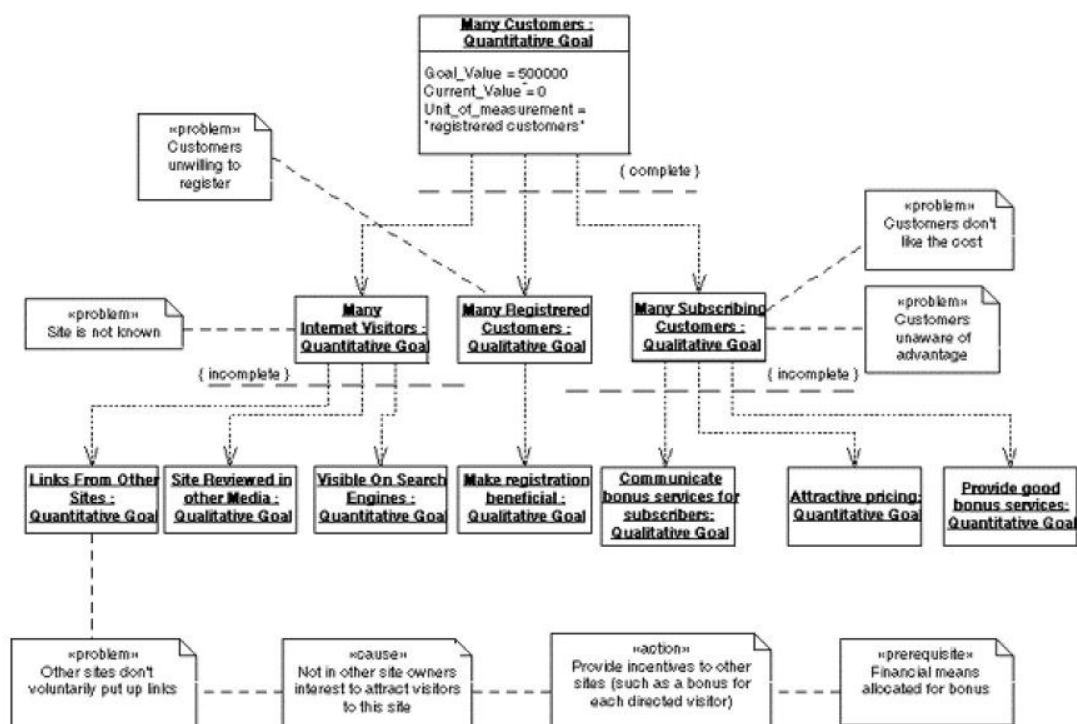 Many Customers :
Quantitative Goal
Goal_Value = 500000
Current_Value = 0
Unit_of_measurement =
"registrered customers"
«problem»
Customers
unwilling to
register
{ complete }
«problem»
Customers don't
like the cost
«problem»
Site is not known
Many
Internet Visitors :
Quantitative Goal
Many Registrered
Customers :
Qualitative Goal
Many Subscribing
Customers :
Qualitative Goal
«problem»
Customers
unaware of
advantage
{ incomplete }
{incomplete }
Links From Other
Sites :
Quantitative Goal
Site Reviewed in
other Media :
Qualitative Goal
Visible On Search
Engines :
Quantitative Goal
Make registration
beneficial :
Qualitative Goal
Communicate
bonus services for
subscribers:
Qualitative Goal
Attractive pricing:
Quantitative Goal
Provide good
bonus services:
Quantitative Goal
«problem»
Other sites don't
voluntarily put up links
«cause»
Not in other site owners
interest to attract visitors
to this site
«action»
Provide incentives to other
sites (such as a bonus for
each directed visitor)
«prerequisite»
Financial means
allocated for bonus